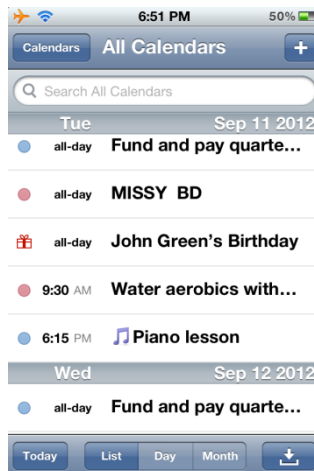 6:51 PM 50%
Calendars All Calendars +
Search All Calendars
Tue Sep 11 2012
all-day Fund and pay quarte...
all-day MISSY BD
all-day John Green's Birthday
9:30 AM Water aerobics with...
6:15 PM Piano lesson
Wed Sep 12 2012
all-day Fund and pay quarte...
Today List Day Month